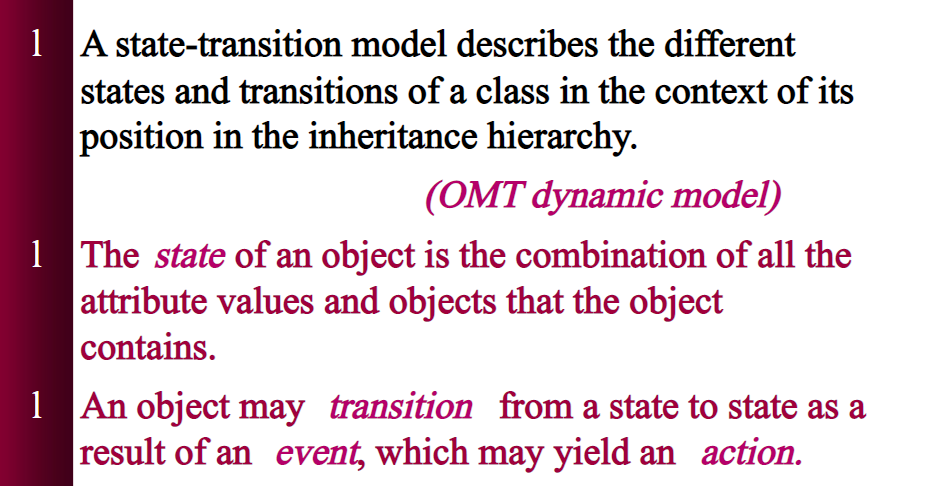 l A state-transition model describes the different
states and transitions of a class in the context of its
position in the inheritance hierarchy.
(OMT dynamic model)
l The state of an object is the combination of all the
attribute values and objects that the object
contains.
l An object may transition from a state to state as a
result of an event, which may yield an action.